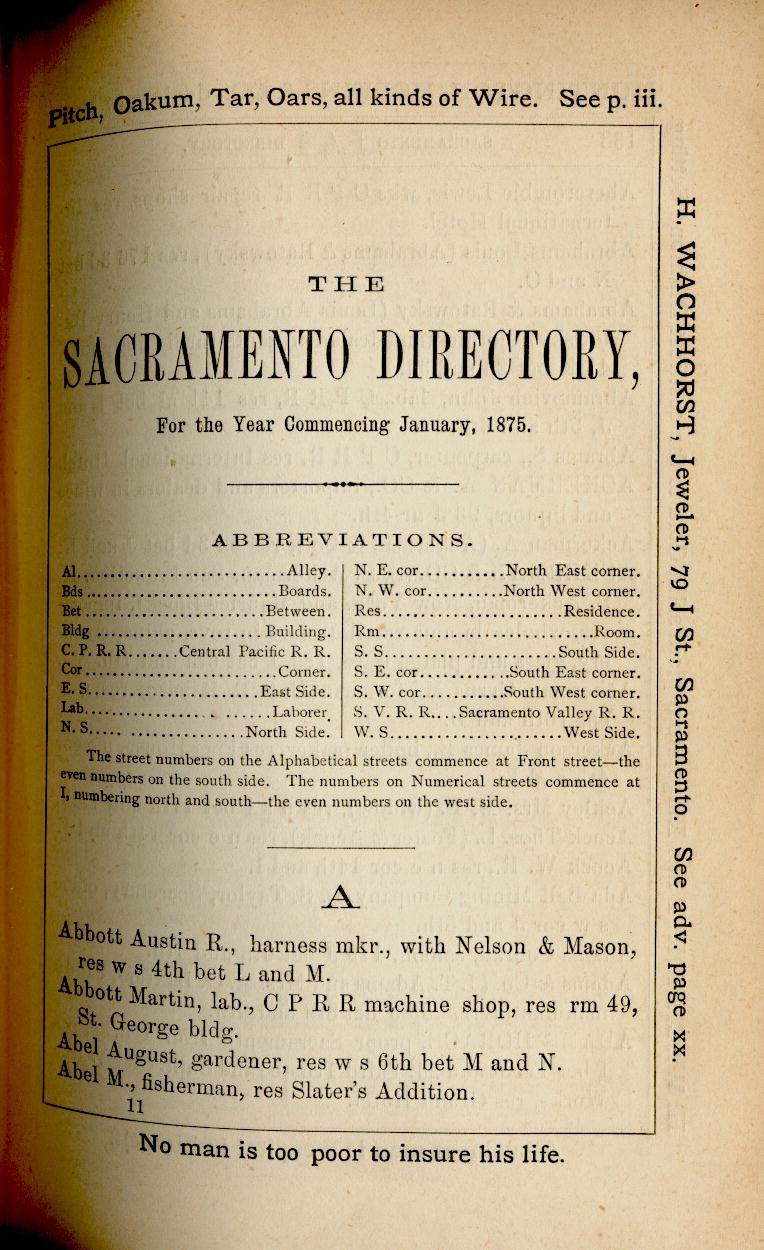 Pitch, Oakum, Tar, Oars, all kinds of Wire. See p. iii.
THE
SACRAMENTO DIRECTORY,
For the Year Commencing January, 1875.
ABBREVIATIONS.
Al............................Alley.
Bds..........................Boards.
Bet........................Between.
Bldg.......................Building.
C. P. R. R.......Central Pacific R. R.
Cor..........................Corner.
E. S.......................East Side.
Lab.........................Laborer
N. S.....................North Side.
N. E. cor...........North East corner.
N. W. cor..........North West corner.
Res........................Residence.
Rm............................Room.
S. S.......................South Side.
S. E. cor............South East corner.
S. W. cor...........South West corner.
S. V. R. R....Sacramento Valley R. R.
W. S.......................West Side.
The street numbers on the Alphabetical streets commence at Front street—the
even numbers on the south side. The numbers on Numerical streets commence at
I, numbering north and south—the even numbers on the west side.
A
Abbott Austin R., harness mkr., with Nelson & Mason,
res w s 4th bet L and M.
Abbott Martin, lab., C P R R machine shop, res rm 49,
St. George bldg.
Abel August, gardener, res w s 6th bet M and N.
Abel M., fisherman, res Slater's Addition.
11
No man is too poor to insure his life.
H. WACHHORST, Jeweler, 79 J St., Sacramento. See adv. page xx.